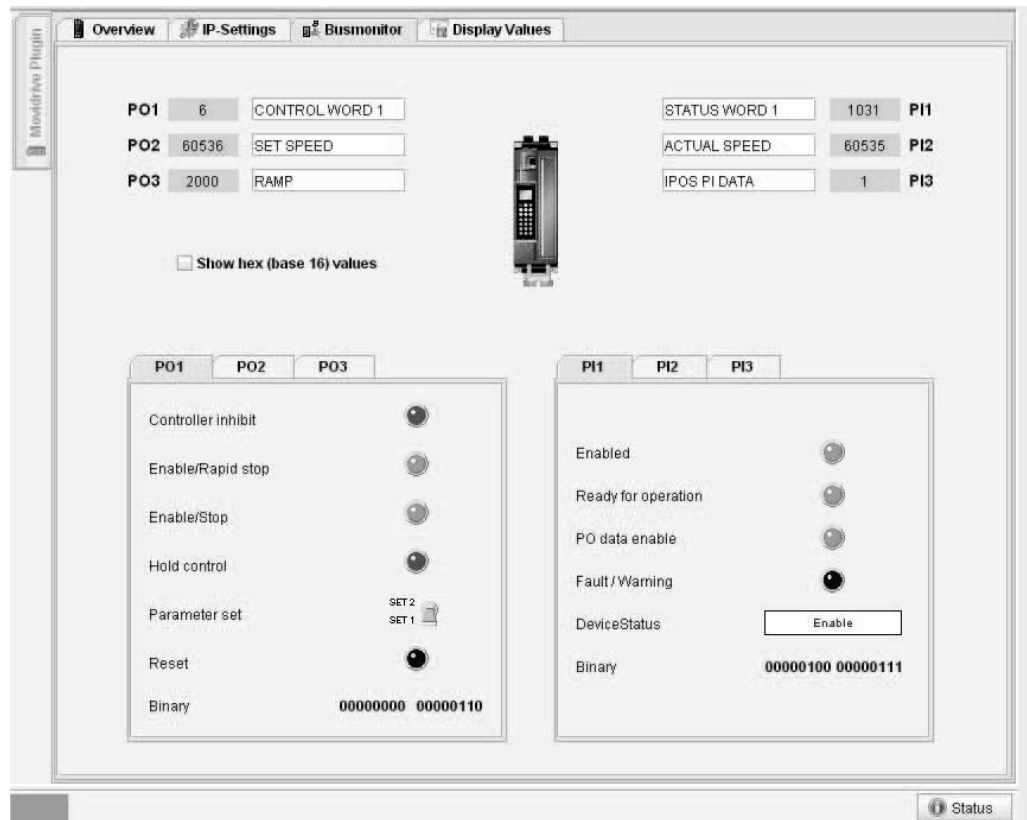 Movidrive Plugin
Overview IP-Settings Busmonitor Display Values
PO1 6 CONTROL WORD 1
PO2 60536 SET SPEED
PO3 2000 RAMP
STATUS WORD 1 1031 PI1
ACTUAL SPEED 60535 PI2
IPOS PI DATA 1 PI3
Show hex (base 16) values
PO1 PO2 PO3
Controller inhibit
Enable/Rapid stop
Enable/Stop
Hold control
Parameter set SET 2
SET 1
Reset
Binary 00000000 00000110
PI1 PI2 PI3
Enabled
Ready for operation
PO data enable
Fault / Warning
DeviceStatus Enable
Binary 00000100 00000111
Status